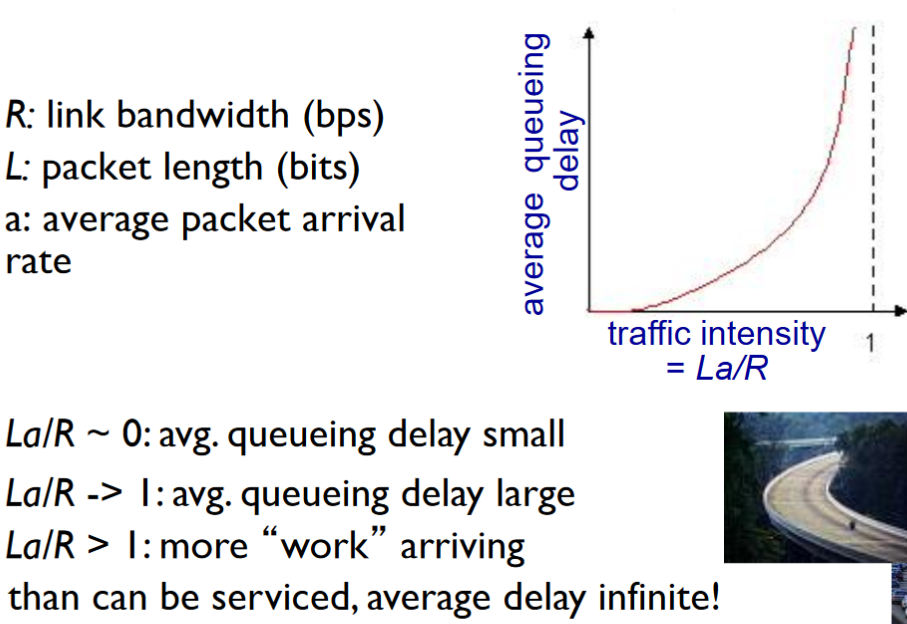 R: link bandwidth (bps)
L: packet length (bits)
a: average packet arrival
rate
average queueing
delay
traffic intensity
= La/R
1
La/R ~ 0: avg. queueing delay small
La/R -> 1: avg. queueing delay large
La/R > 1: more “work” arriving
than can be serviced, average delay infinite!